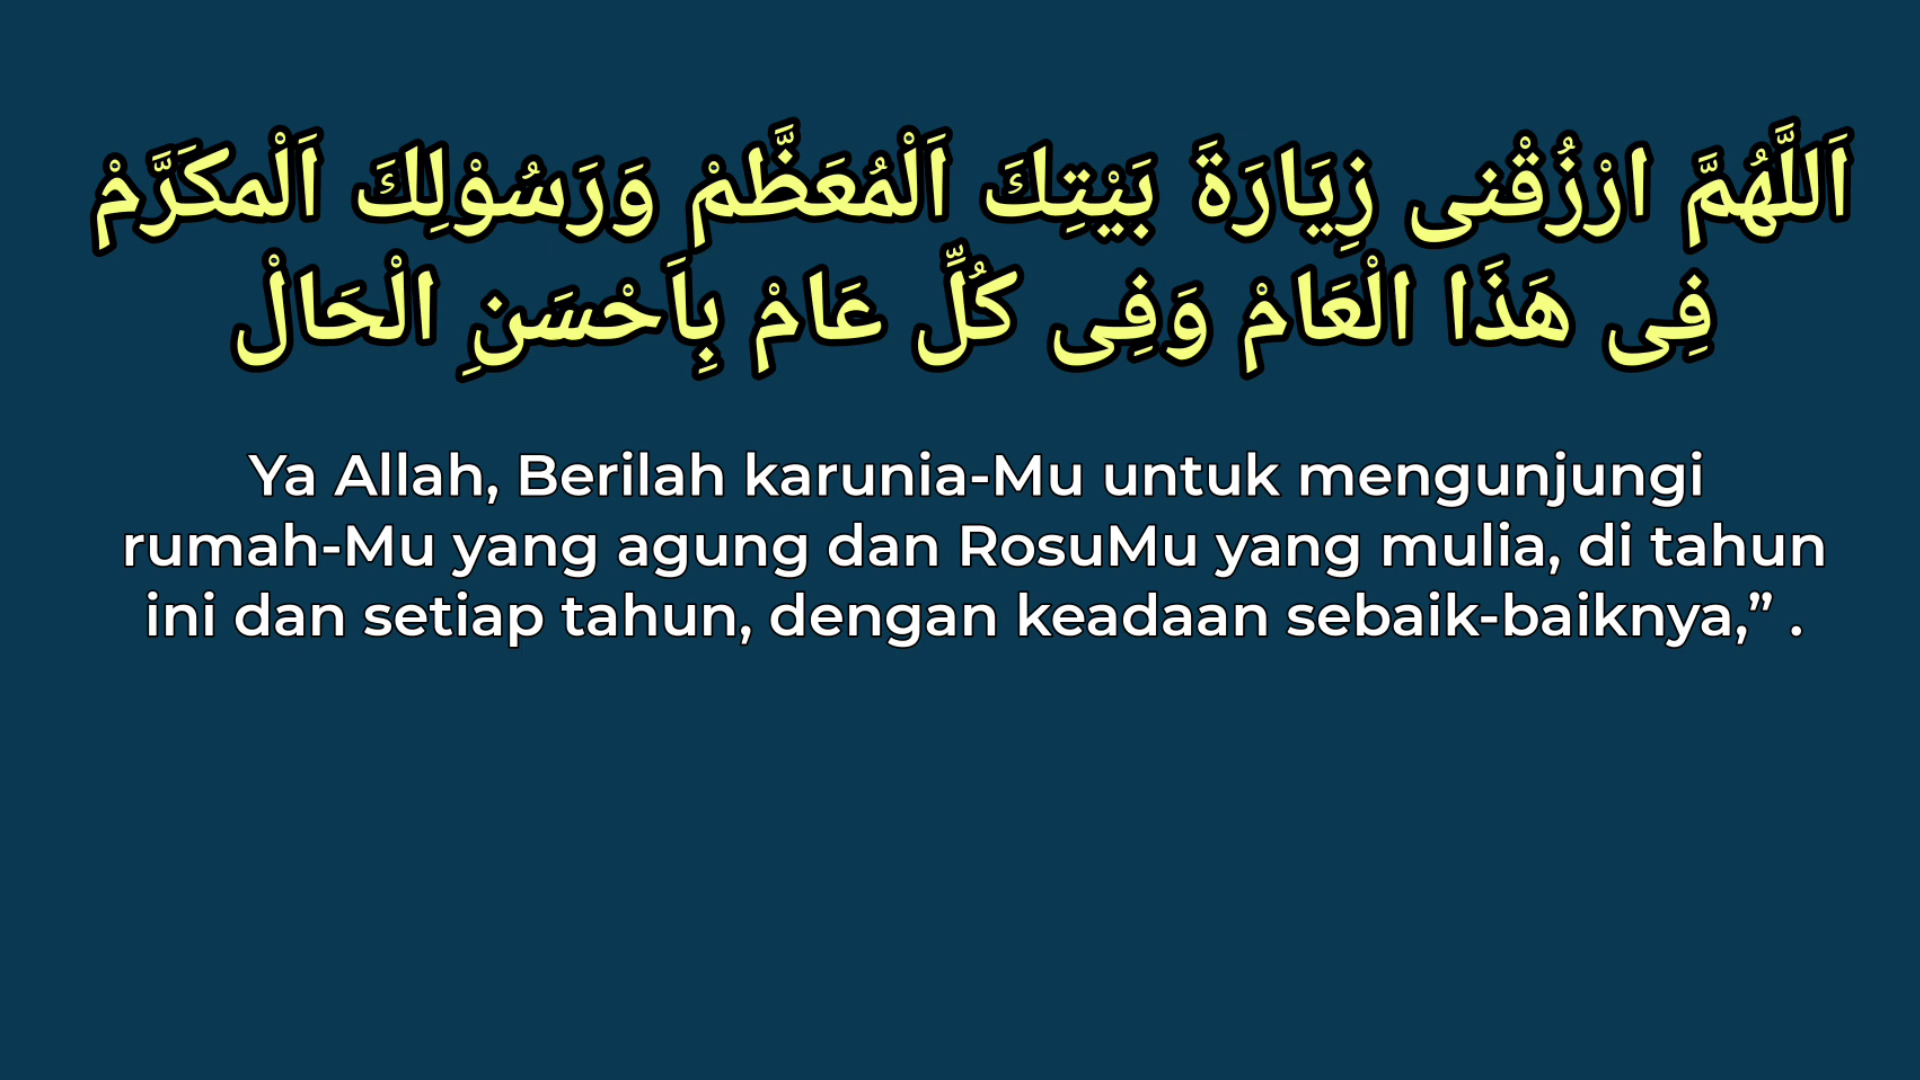 اَللَّهُمَّ ارْزُقْنى زِيَارَةَ بَيْتِكَ اَلْمُعَظَّمْ وَرَسُوْلِكَ اَلْمكَرَّمْ
فِى هَذَا الْعَامْ وَفِى كُلِّ عَامْ بِاَحْسَنِ الْحَالْ
Ya Allah, Berilah karunia-Mu untuk mengunjungi
rumah-Mu yang agung dan RosuMu yang mulia, di tahun
ini dan setiap tahun, dengan keadaan sebaik-baiknya,” .